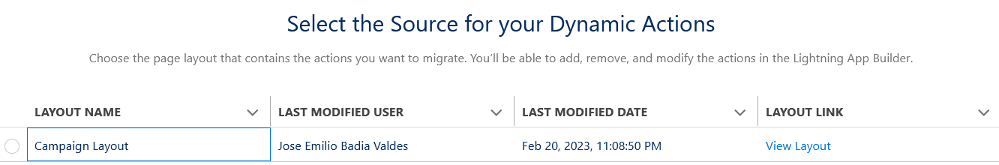 Select the Source for your Dynamic Actions
Choose the page layout that contains the actions you want to migrate. You’ll be able to add, remove, and modify the actions in the Lightning App Builder.
LAYOUT NAME LAST MODIFIED USER LAST MODIFIED DATE LAYOUT LINK
Campaign Layout Jose Emilio Badia Valdes Feb 20, 2023, 11:08:50 PM View Layout